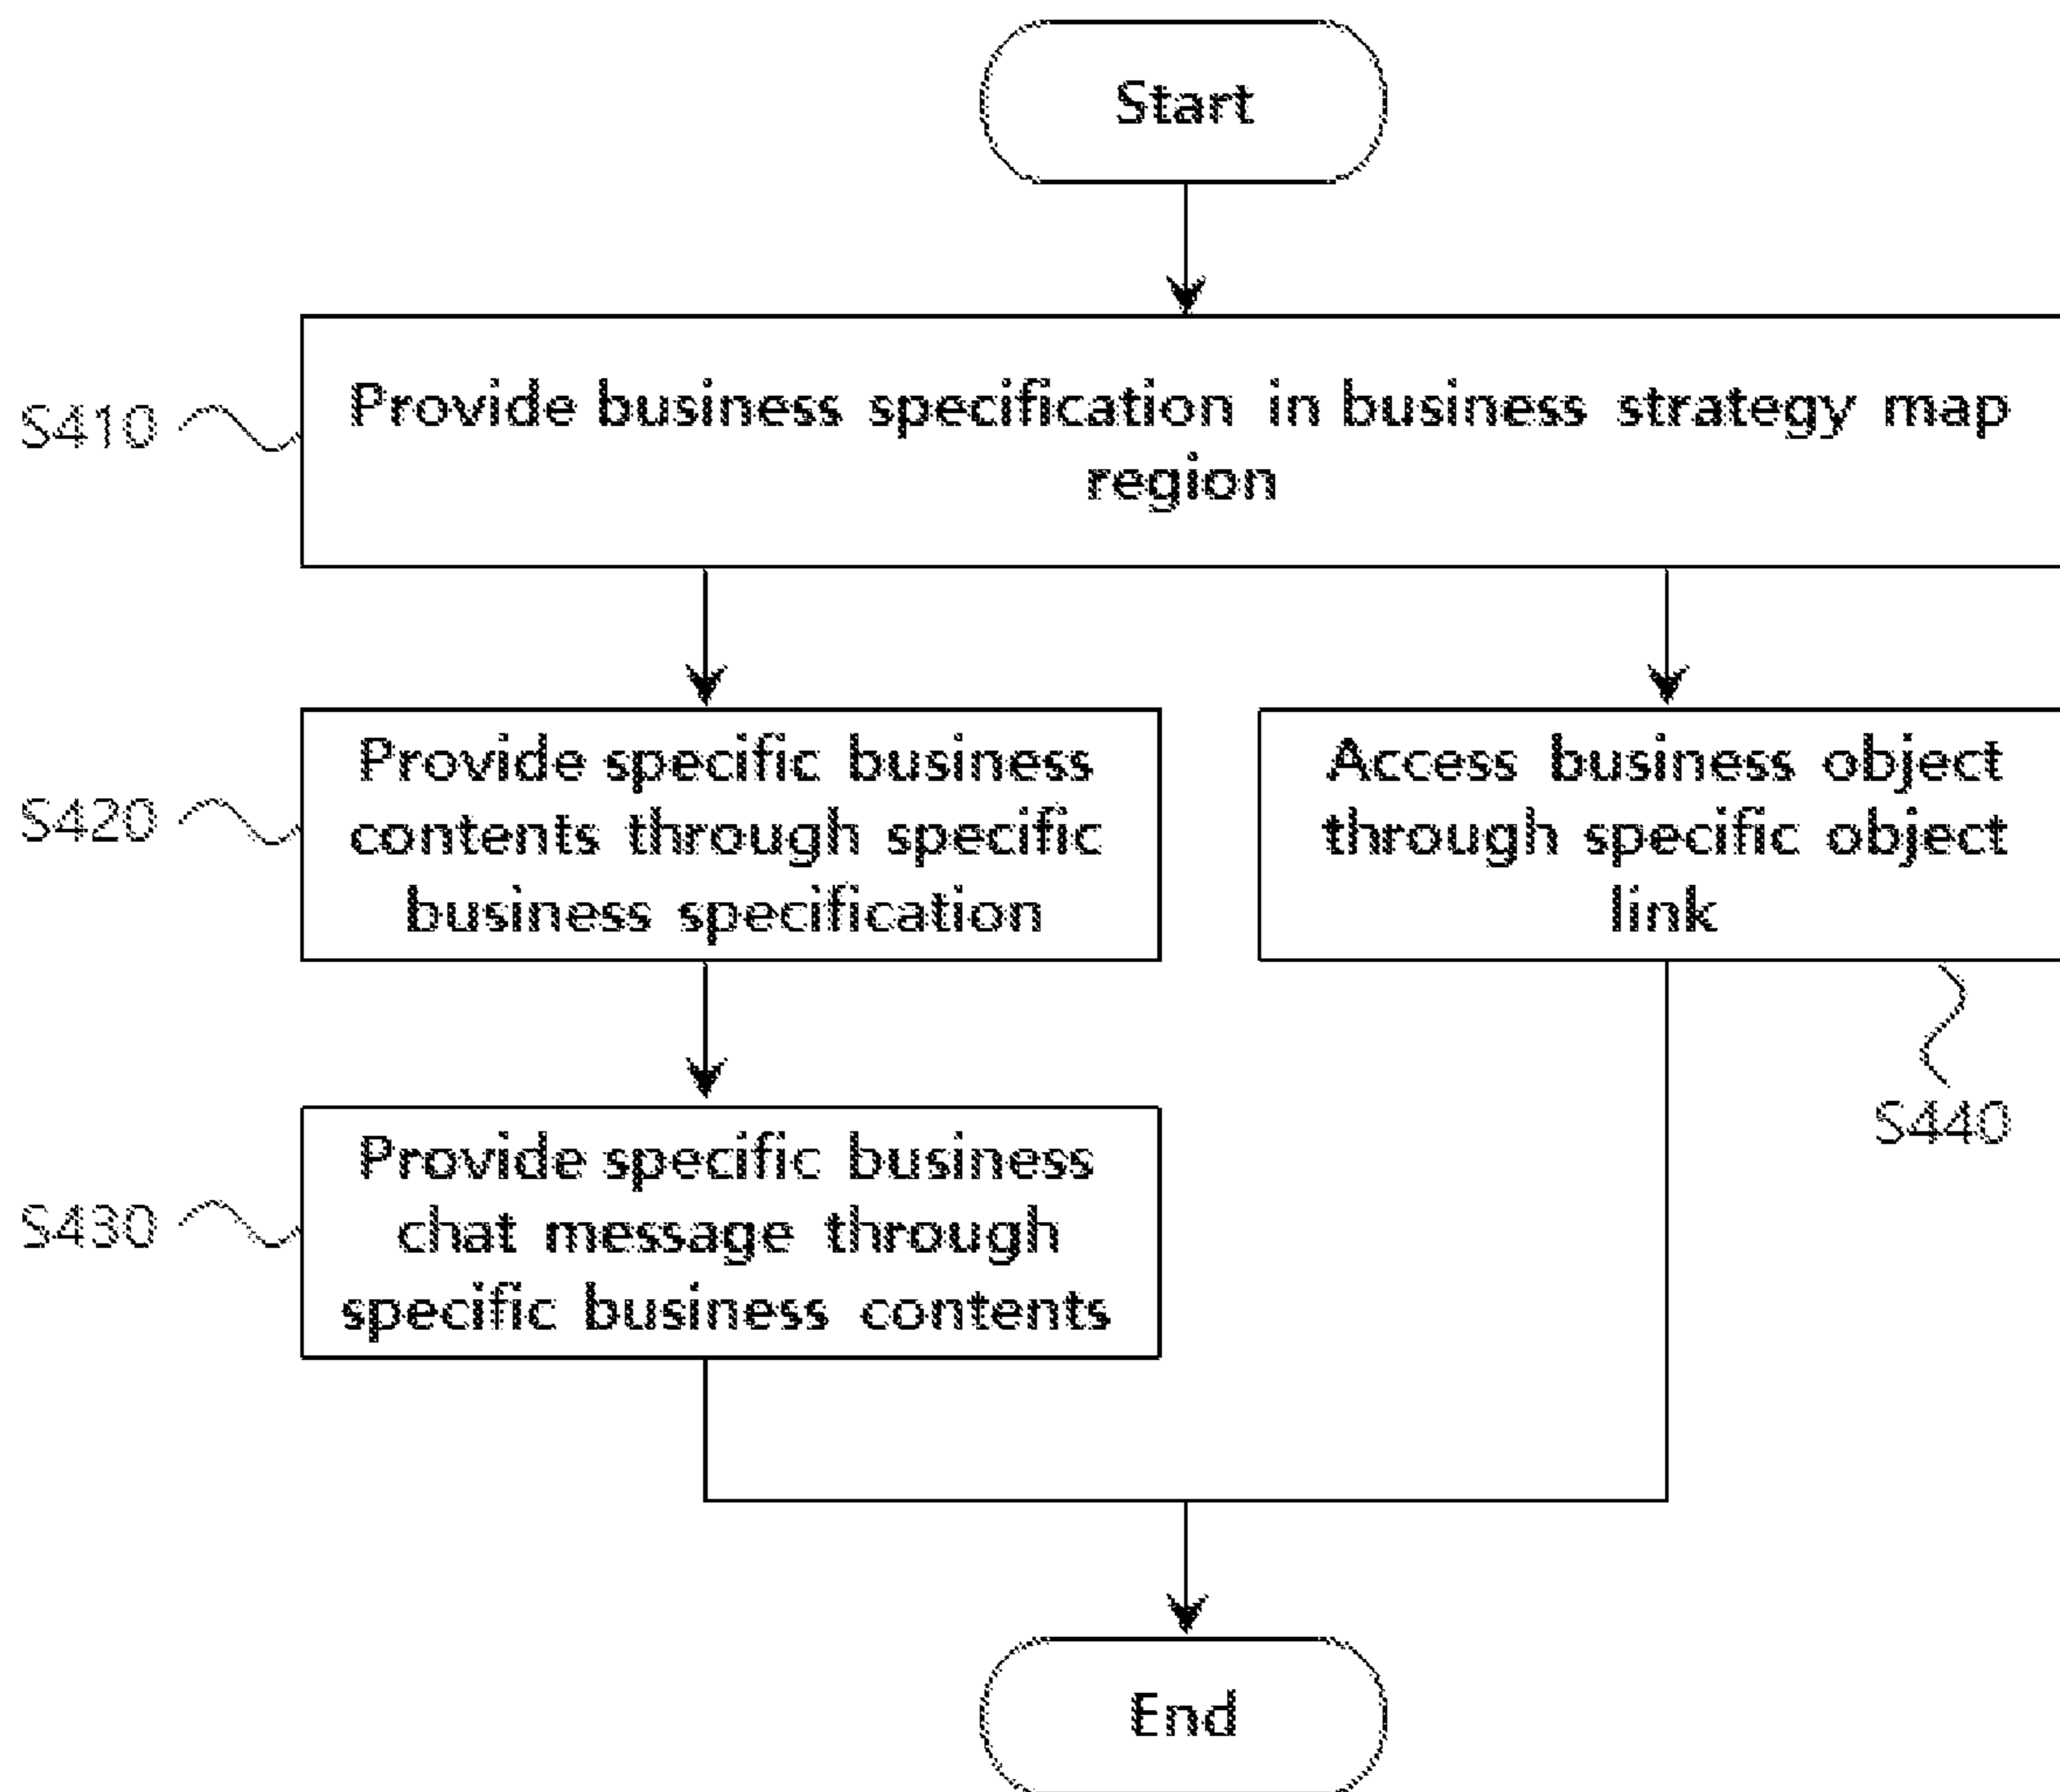 Start
S410
Provide business specification in business strategy map
region
S420
Provide specific business
contents through specific
business specification
Access business object
through specific object
link
S440
S430
Provide specific business
chat message through
specific business contents
End